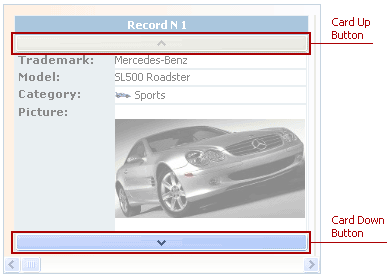 Record N 1
Card Up
Button
Trademark: Mercedes-Benz
Model: SL500 Roadster
Category: Sports
Picture:
Card Down
Button